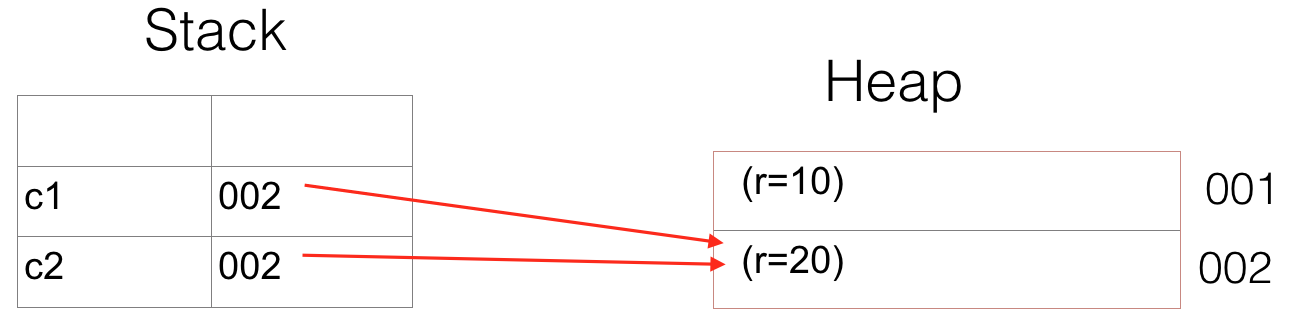 Stack
Heap
c1 002
c2 002
(r=10) 001
(r=20) 002